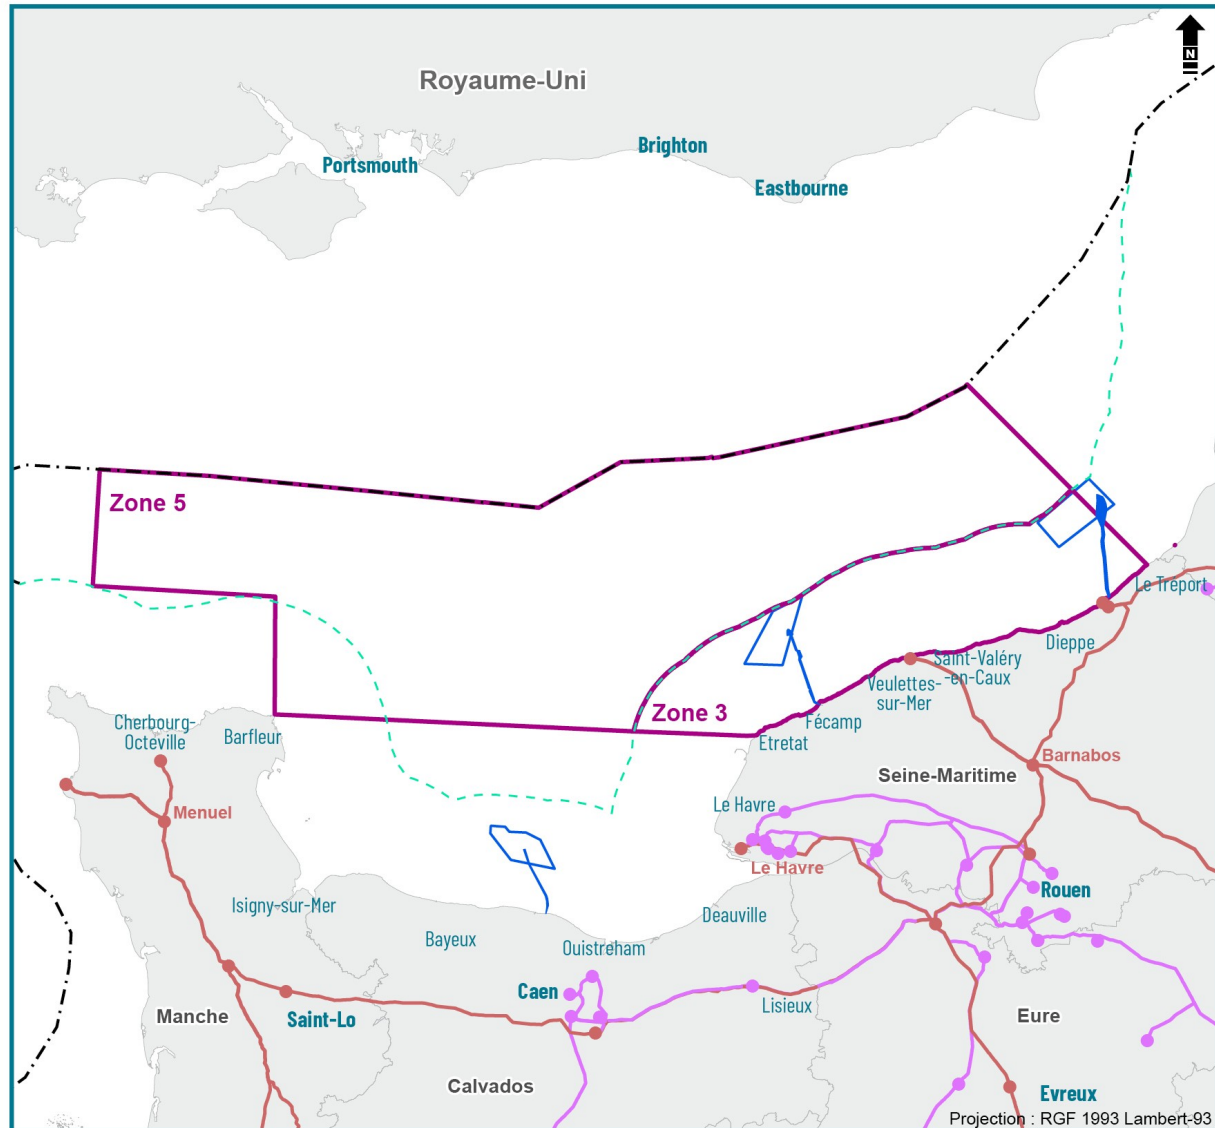 N
Royaume-Uni
Brighton
Portsmouth
Eastbourne
Zone 5
Le Treport
Dieppe
Saint-Valéry
-en-Caux
Veulettes-
sur-Mer
Zone 3
Fécamp
Etretat
Cherbourg-
Octeville
Barfleur
Barnabos
Seine-Maritime
Le Havre
Menuel
Le Havre
Rouen
Isigny-sur-Mer
Deauville
Bayeux
Ouistreham
Caen
Lisieux
Manche
Saint-Lo
Eure
Calvados
Evreux
Projection : RGF 1993 Lambert-93